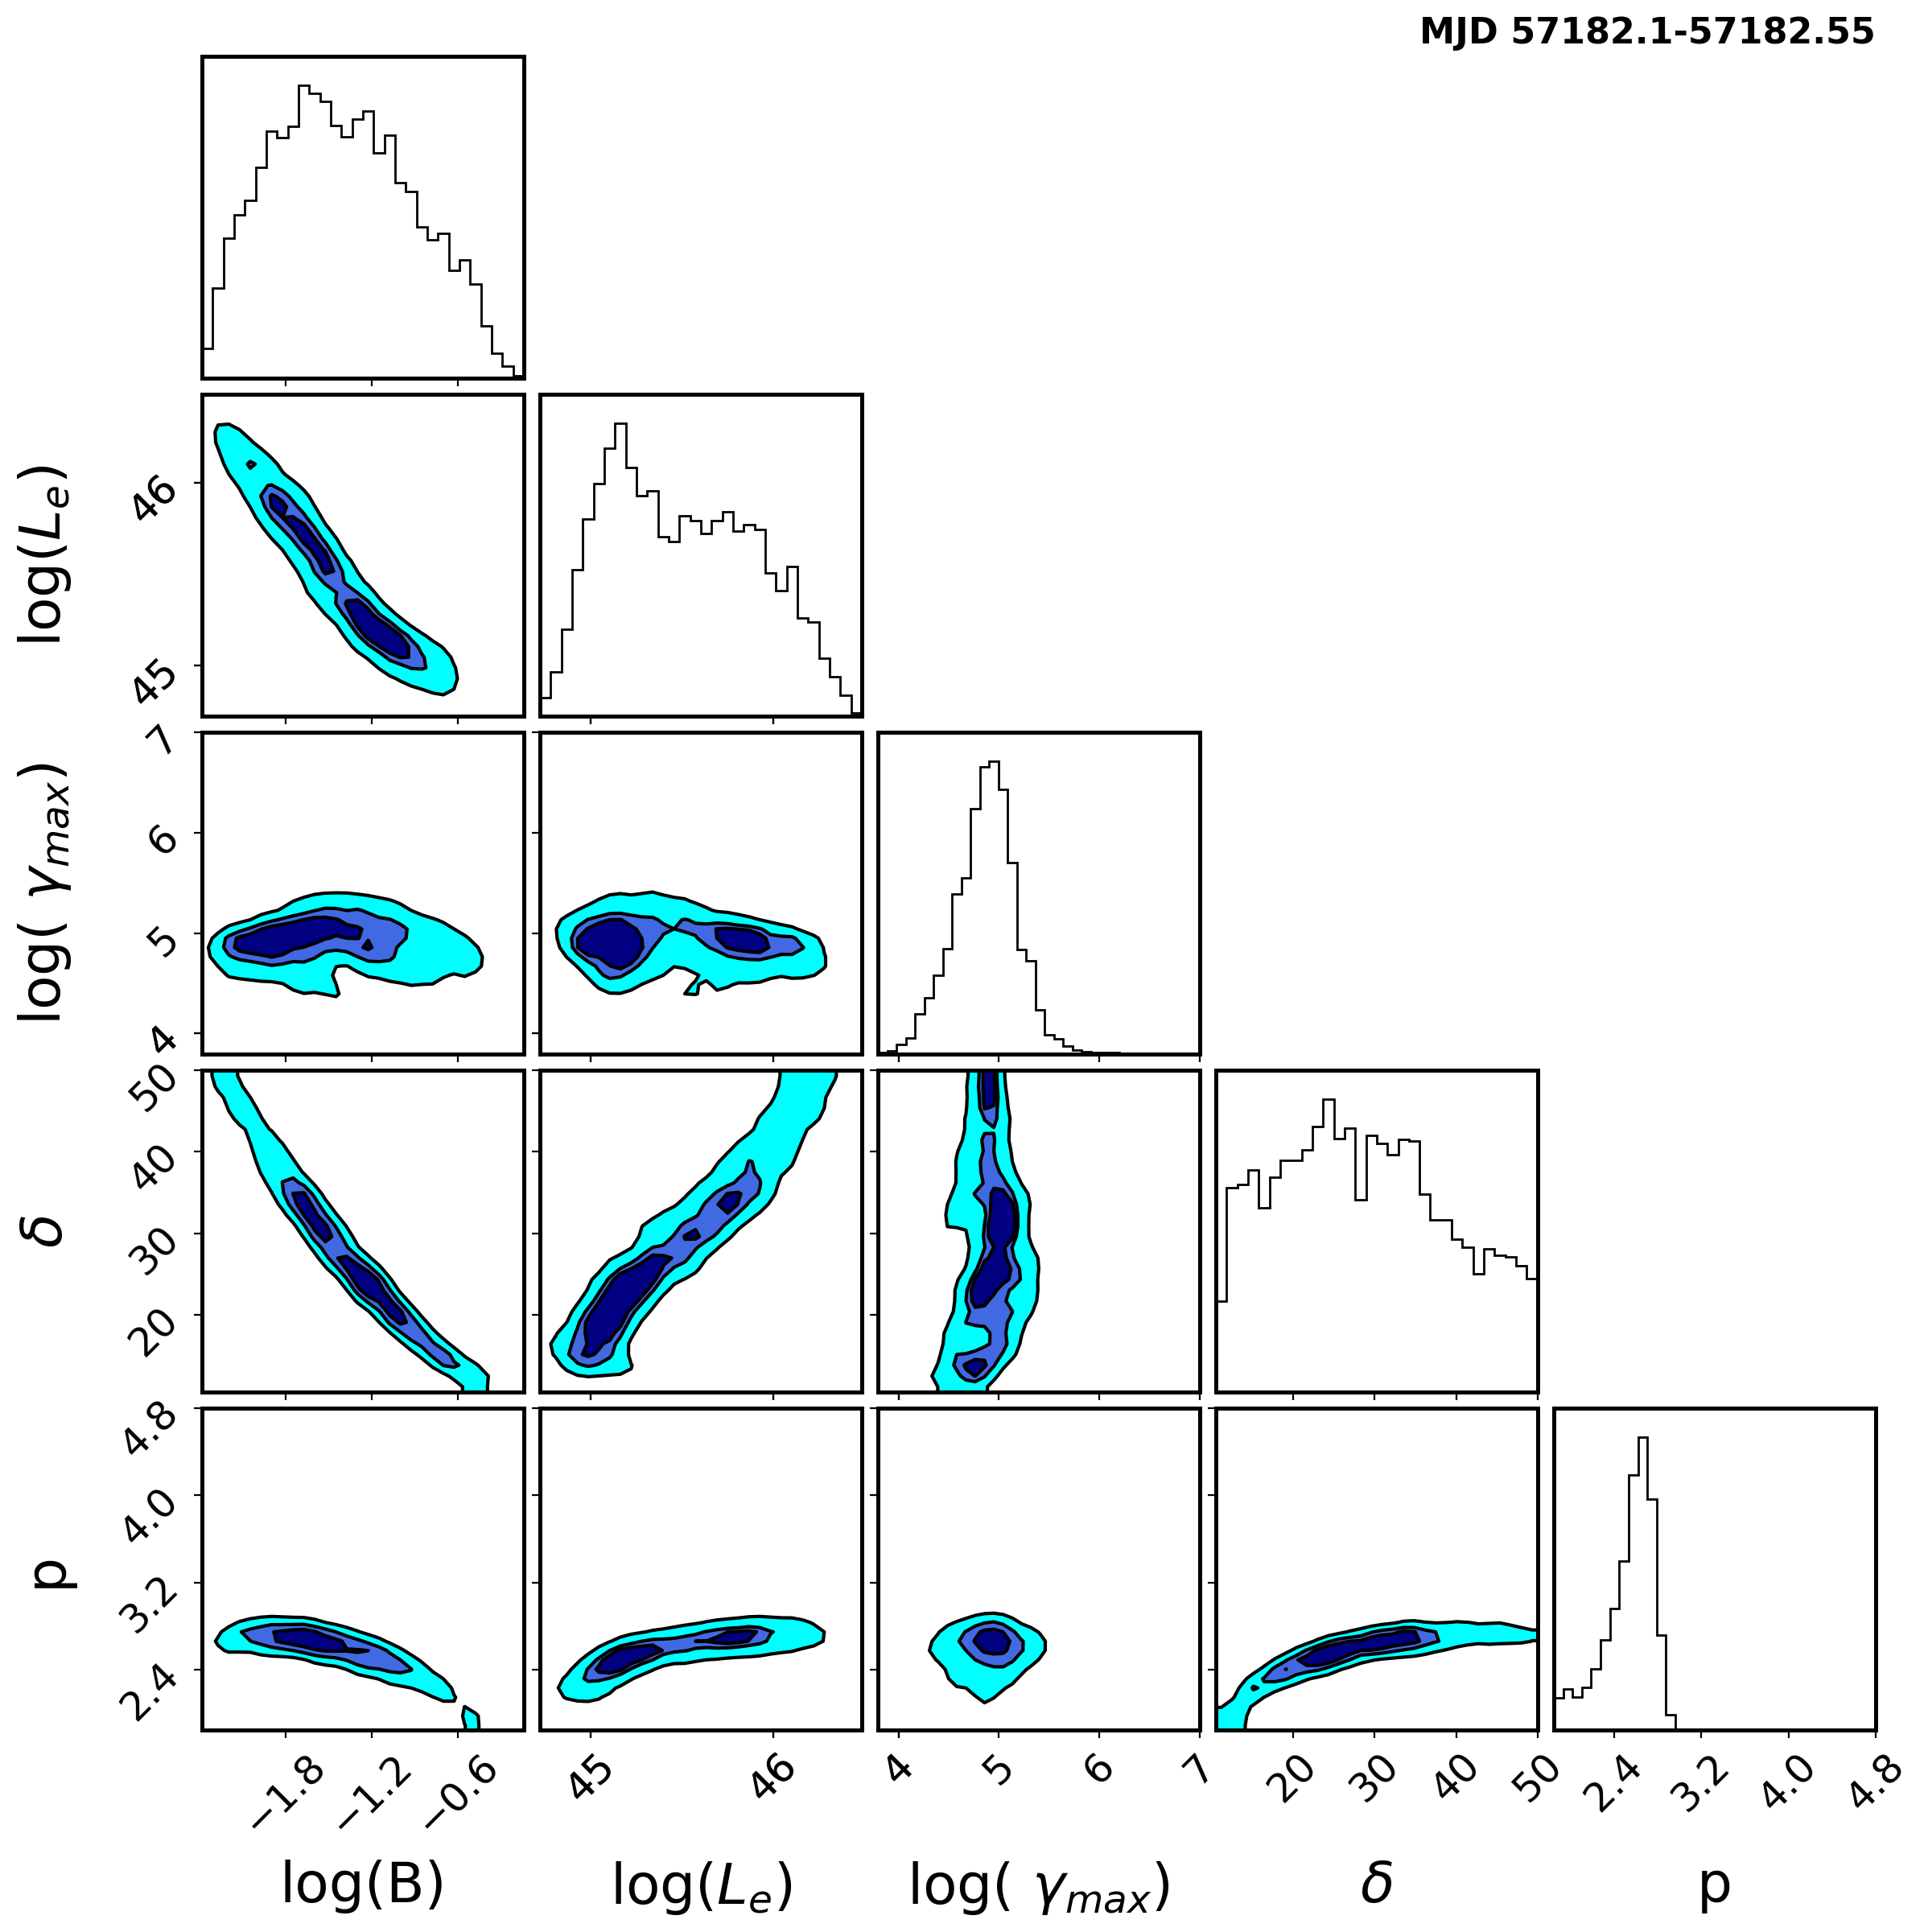 MJD 57182.1-57182.55
log(Lₑ)
46
45
log( γₘₐₓ)
7
6
5
4
δ
50
40
30
20
p
4.8
4.0
3.2
2.4
−1.8 −1.2 −0.6 45 46 4 5 6 7 20 30 40 50 2.4 3.2 4.0 4.8
log(B) log(Lₑ) log( γₘₐₓ) δ p